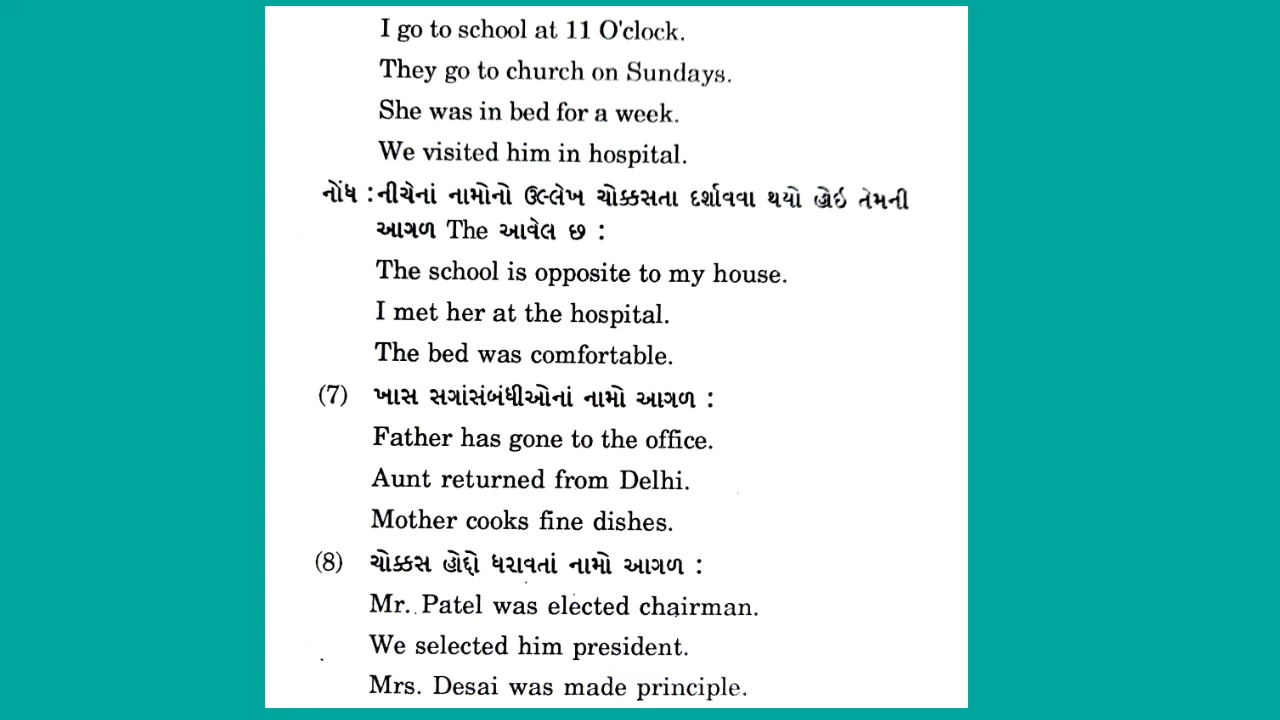 I go to school at 11 O'clock.
They go to church on Sundays.
She was in bed for a week.
We visited him in hospital.
નોંધ : નીચેનાં નામોનો ઉલ્લેખ ચોક્કસતા દર્શાવવા થયો હોઈ તેમની
આગળ The આવેલ છે :
The school is opposite to my house.
I met her at the hospital.
The bed was comfortable.
(7) ખાસ સગાંસંબંધીઓનાં નામો આગળ :
Father has gone to the office.
Aunt returned from Delhi.
Mother cooks fine dishes.
(8) ચોક્કસ હોદ્દો ધરાવતાં નામો આગળ :
Mr. Patel was elected chairman.
We selected him president.
Mrs. Desai was made principle.